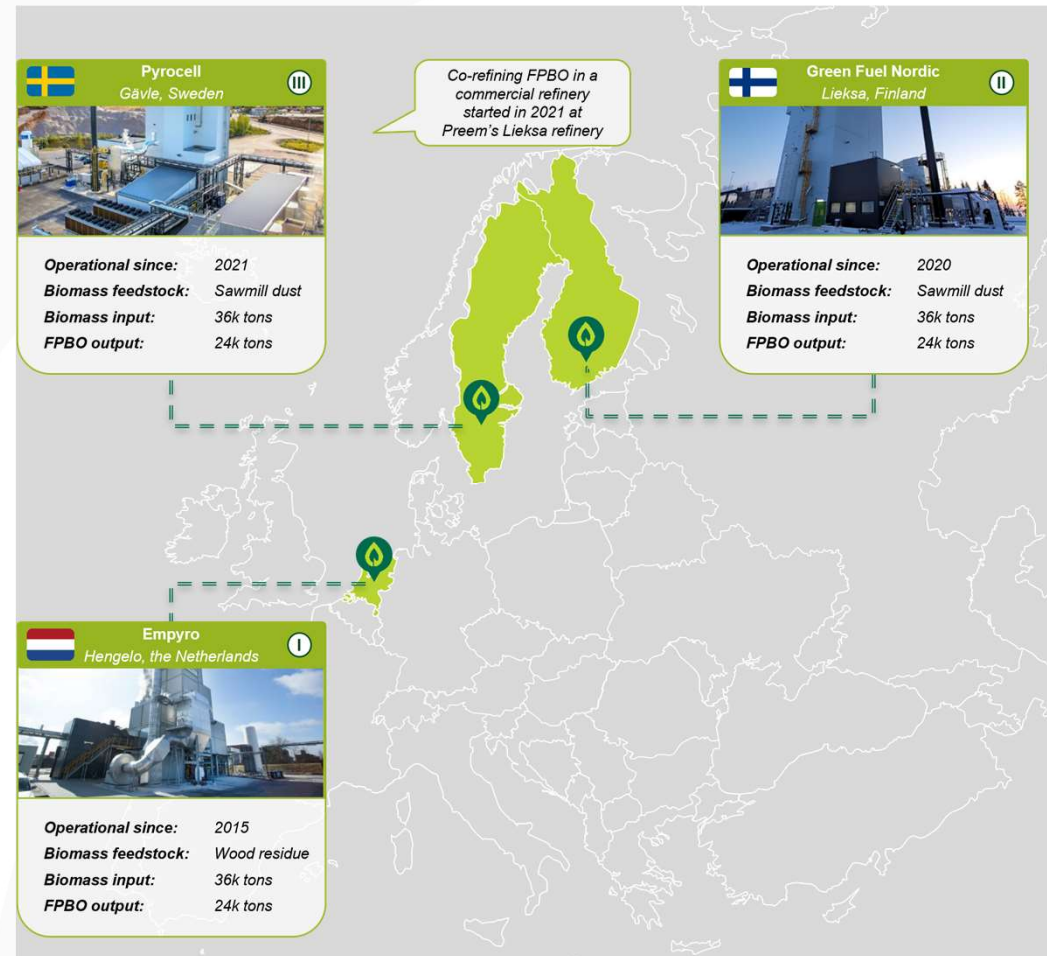 Pyrocell
Gävle, Sweden
III
Operational since: 2021
Biomass feedstock: Sawmill dust
Biomass input: 36k tons
FPBO output: 24k tons
Co-refining FPBO in a
commercial refinery
started in 2021 at
Preem's Lieksa refinery
Green Fuel Nordic
Lieksa, Finland
II
Operational since: 2020
Biomass feedstock: Sawmill dust
Biomass input: 36k tons
FPBO output: 24k tons
Empyro
Hengelo, the Netherlands
I
Operational since: 2015
Biomass feedstock: Wood residue
Biomass input: 36k tons
FPBO output: 24k tons